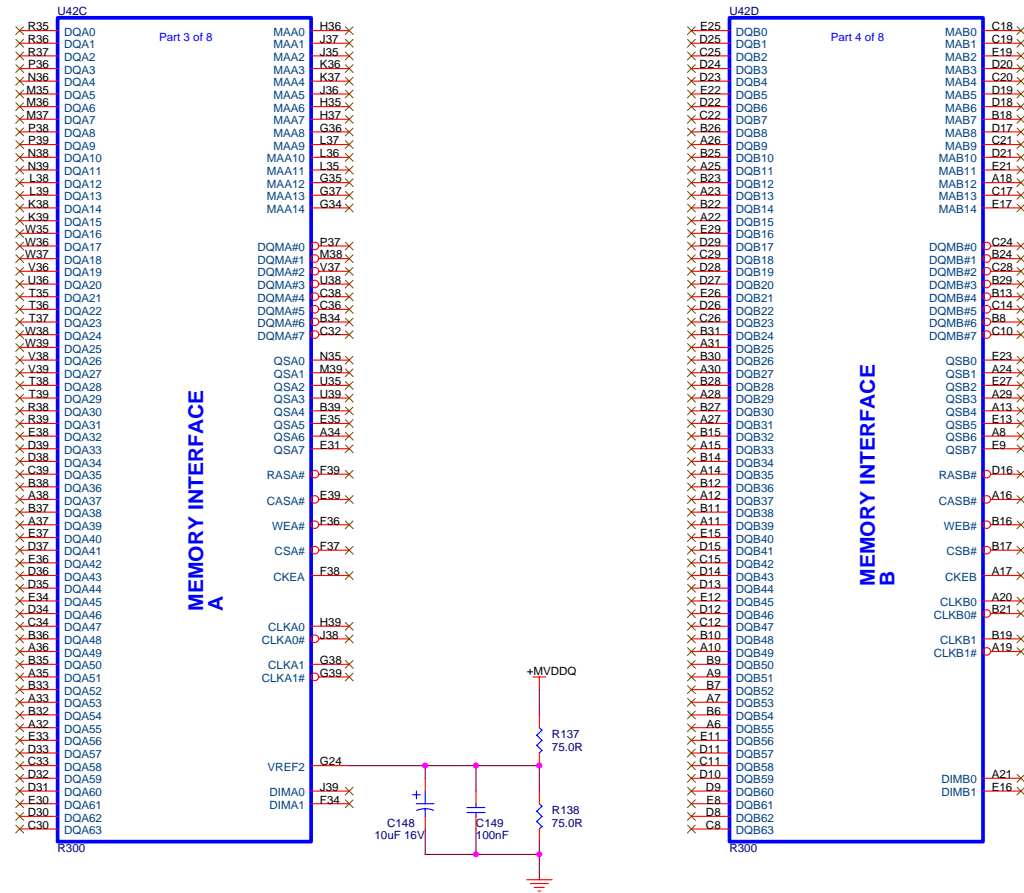 U42C
Part 3 of 8
R35 DQA0 MAA0 H36
R36 DQA1 MAA1 J37
R37 DQA2 MAA2 J35
P36 DQA3 MAA3 K36
N36 DQA4 MAA4 K37
M35 DQA5 MAA5 J36
M36 DQA6 MAA6 H35
M37 DQA7 MAA7 H37
P38 DQA8 MAA8 G36
P39 DQA9 MAA9 L37
N38 DQA10 MAA10 L36
N39 DQA11 MAA11 L35
L38 DQA12 MAA12 G35
L39 DQA13 MAA13 G37
K38 DQA14 MAA14 G34
K39 DQA15
W35 DQA16
W36 DQA17 DQMA#0 P37
W37 DQA18 DQMA#1 M38
V36 DQA19 DQMA#2 V37
U36 DQA20 DQMA#3 U38
T35 DQA21 DQMA#4 C38
T36 DQA22 DQMA#5 C36
T37 DQA23 DQMA#6 B34
W38 DQA24 DQMA#7 C32
W39 DQA25
V38 DQA26 QSA0 N35
V39 DQA27 QSA1 M39
T38 DQA28 QSA2 U35
T39 DQA29 QSA3 U39
R38 DQA30 QSA4 B39
R39 DQA31 QSA5 E35
E38 DQA32 QSA6 A34
D39 DQA33 QSA7 E31
D38 DQA34
C39 DQA35 RASA# F39
B38 DQA36
A38 DQA37 CASA# E39
B37 DQA38
A37 DQA39 WEA# F36
E37 DQA40
D37 DQA41 CSA# F37
E36 DQA42
D36 DQA43 CKEA F38
D35 DQA44
E34 DQA45
D34 DQA46
C34 DQA47 CLKA0 H39
B36 DQA48 CLKA0# J38
A36 DQA49
B35 DQA50 CLKA1 G38
A35 DQA51 CLKA1# G39
B33 DQA52
A33 DQA53
B32 DQA54
A32 DQA55
E33 DQA56
D33 DQA57
C33 DQA58 VREF2 G24
D32 DQA59
D31 DQA60 DIMA0 J39
E30 DQA61 DIMA1 F34
D30 DQA62
C30 DQA63
MEMORY INTERFACE
A
R300
+MVDDQ
R137
75.0R
R138
75.0R
C148
10uF 16V
C149
100nF
U42D
Part 4 of 8
E25 DQB0 MAB0 C18
D25 DQB1 MAB1 C19
C25 DQB2 MAB2 E19
D24 DQB3 MAB3 D20
D23 DQB4 MAB4 C20
E22 DQB5 MAB5 D19
D22 DQB6 MAB6 D18
C22 DQB7 MAB7 B18
B26 DQB8 MAB8 D17
A26 DQB9 MAB9 C21
B25 DQB10 MAB10 D21
A25 DQB11 MAB11 E21
B23 DQB12 MAB12 A18
A23 DQB13 MAB13 C17
B22 DQB14 MAB14 E17
A22 DQB15
E29 DQB16
D29 DQB17 DQMB#0 C24
C29 DQB18 DQMB#1 B24
D28 DQB19 DQMB#2 C28
D27 DQB20 DQMB#3 B29
E26 DQB21 DQMB#4 B13
D26 DQB22 DQMB#5 C14
C26 DQB23 DQMB#6 B8
B31 DQB24 DQMB#7 C10
A31 DQB25
B30 DQB26 QSB0 E23
A30 DQB27 QSB1 A24
B28 DQB28 QSB2 E27
A28 DQB29 QSB3 A29
B27 DQB30 QSB4 A13
A27 DQB31 QSB5 E13
B15 DQB32 QSB6 A8
A15 DQB33 QSB7 E9
B14 DQB34
A14 DQB35 RASB# D16
B12 DQB36
A12 DQB37 CASB# A16
B11 DQB38
A11 DQB39 WEB# B16
E15 DQB40
D15 DQB41 CSB# B17
C15 DQB42
D14 DQB43 CKEB A17
D13 DQB44
E12 DQB45 CLKB0 A20
D12 DQB46 CLKB0# B21
C12 DQB47
B10 DQB48 CLKB1 B19
A10 DQB49 CLKB1# A19
B9 DQB50
A9 DQB51
B7 DQB52
A7 DQB53
B6 DQB54
A6 DQB55
E11 DQB56
D11 DQB57
C11 DQB58
D10 DQB59 DIMB0 A21
D9 DQB60 DIMB1 E16
E8 DQB61
D8 DQB62
C8 DQB63
MEMORY INTERFACE
B
R300